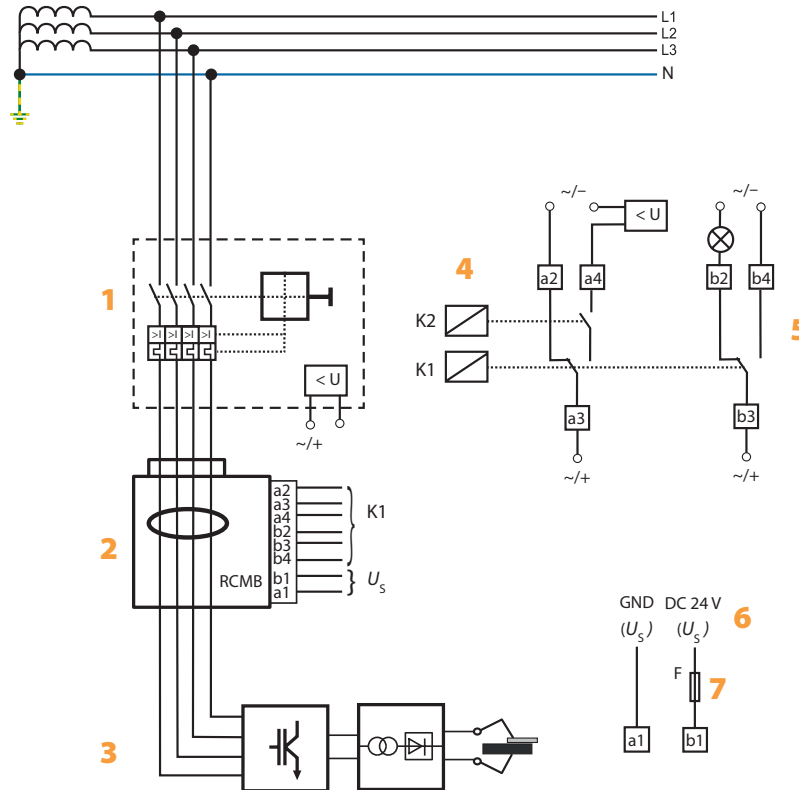 L1
L2
L3
N
1
>I >I >I >I
< U
~/+
4
~/–
< U
a2 a4
K2
K1
a3
~/+
~/–
b2 b4
5
b3
~/+
2
RCMB
a2
a3
a4
b2
b3
b4
b1
a1
K1
US
GND DC 24 V
(US) (US)
6
F
7
a1 b1
3